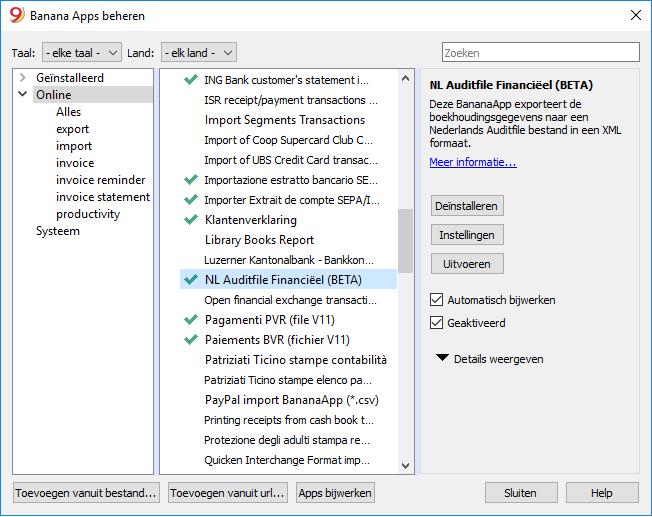 Banana Apps beheren
Taal: - elke taal - Land: - elk land - Zoeken
Geïnstalleerd
Online
Alles
export
import
invoice
invoice reminder
invoice statement
productivity
Systeem
ING Bank customer's statement i...
ISR receipt/payment transactions ...
Import Segments Transactions
Import of Coop Supercard Club C...
Import of UBS Credit Card transac...
Importazione estratto bancario SE...
Importer Extrait de compte SEPA/I...
Klantenverklaring
Library Books Report
Luzerner Kantonalbank - Bankkon...
NL Auditfile Financiëel (BETA)
Open financial exchange transacti...
Pagamenti PVR (file V11)
Paiements BVR (fichier V11)
Patriziati Ticino stampe contabilità
Patriziati Ticino stampe elenco pa...
PayPal import BananaApp (*.csv)
Printing receipts from cash book t...
Protezione degli adulti stampa re...
Quicken Interchange Format imp...
NL Auditfile Financiëel (BETA)
Deze BananaApp exporteert de
boekhoudingsgegevens naar een
Nederlands Auditfile bestand in een XML
formaat.
Meer informatie...
Deïnstalleren
Instellingen
Uitvoeren
Automatisch bijwerken
Geaktiveerd
Details weergeven
Toevoegen vanuit bestand... Toevoegen vanuit url... Apps bijwerken Sluiten Help